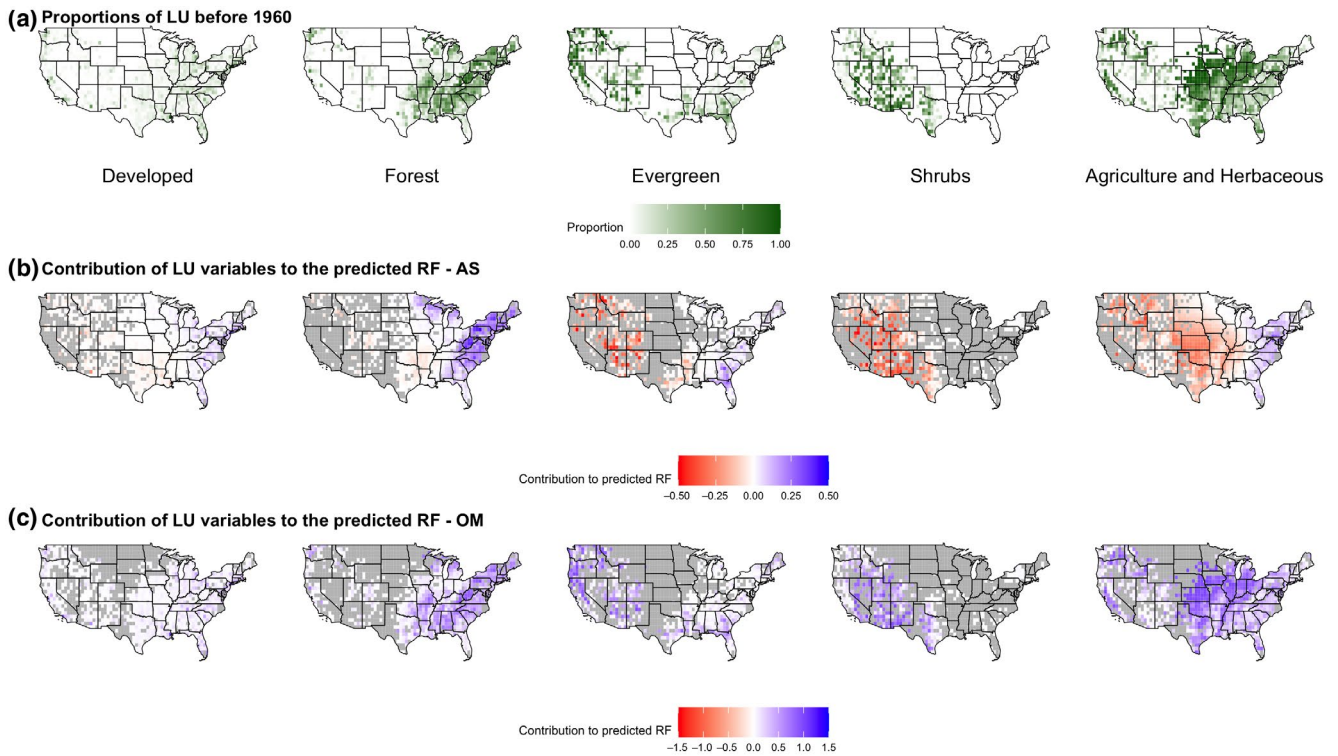 (a) Proportions of LU before 1960
Developed Forest Evergreen Shrubs Agriculture and Herbaceous
Proportion
0.00 0.25 0.50 0.75 1.00
(b) Contribution of LU variables to the predicted RF - AS
Contribution to predicted RF
−0.50 −0.25 0.00 0.25 0.50
(c) Contribution of LU variables to the predicted RF - OM
Contribution to predicted RF
−1.5 −1.0 −0.5 0.0 0.5 1.0 1.5